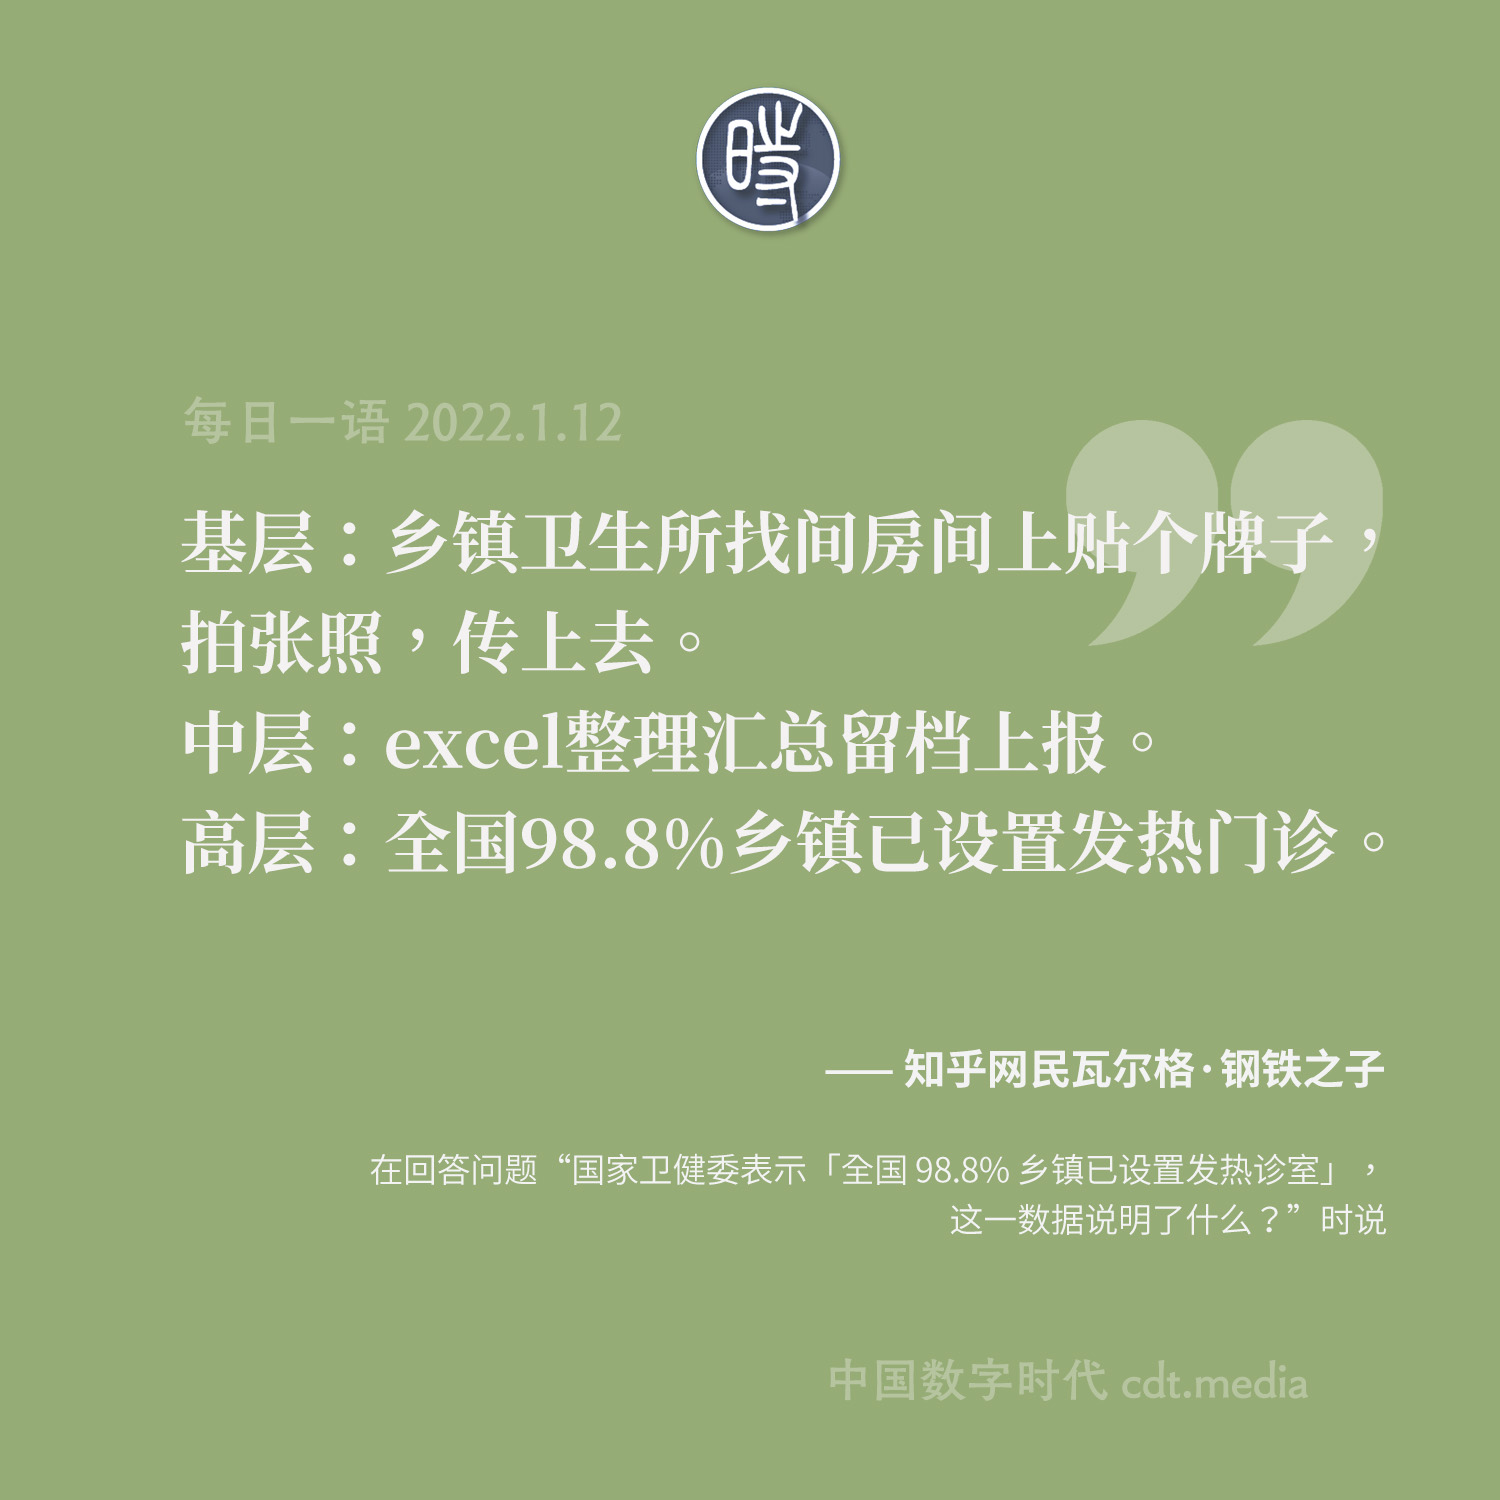 時
每日一语 2022.1.12
基层：乡镇卫生所找间房间上贴个牌子，
拍张照，传上去。
中层：excel整理汇总留档上报。
高层：全国98.8%乡镇已设置发热门诊。
—— 知乎网民瓦尔格·钢铁之子
在回答问题“国家卫健委表示「全国 98.8% 乡镇已设置发热诊室」，
这一数据说明了什么？”时说
中国数字时代 cdt.media